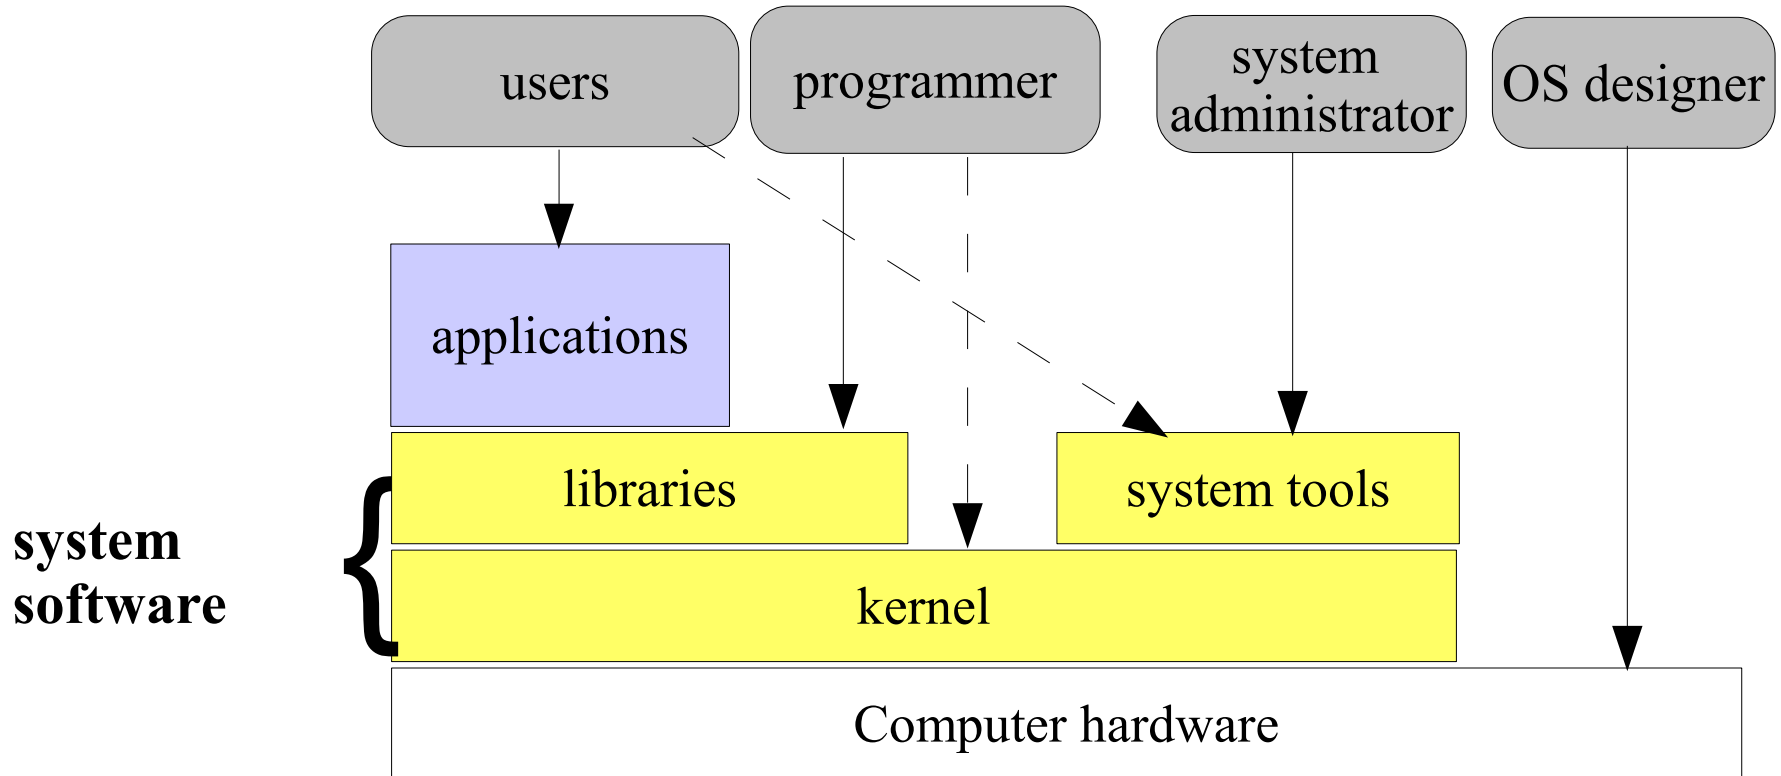 users
programmer
system
administrator
OS designer
applications
libraries
system tools
system
software
kernel
Computer hardware